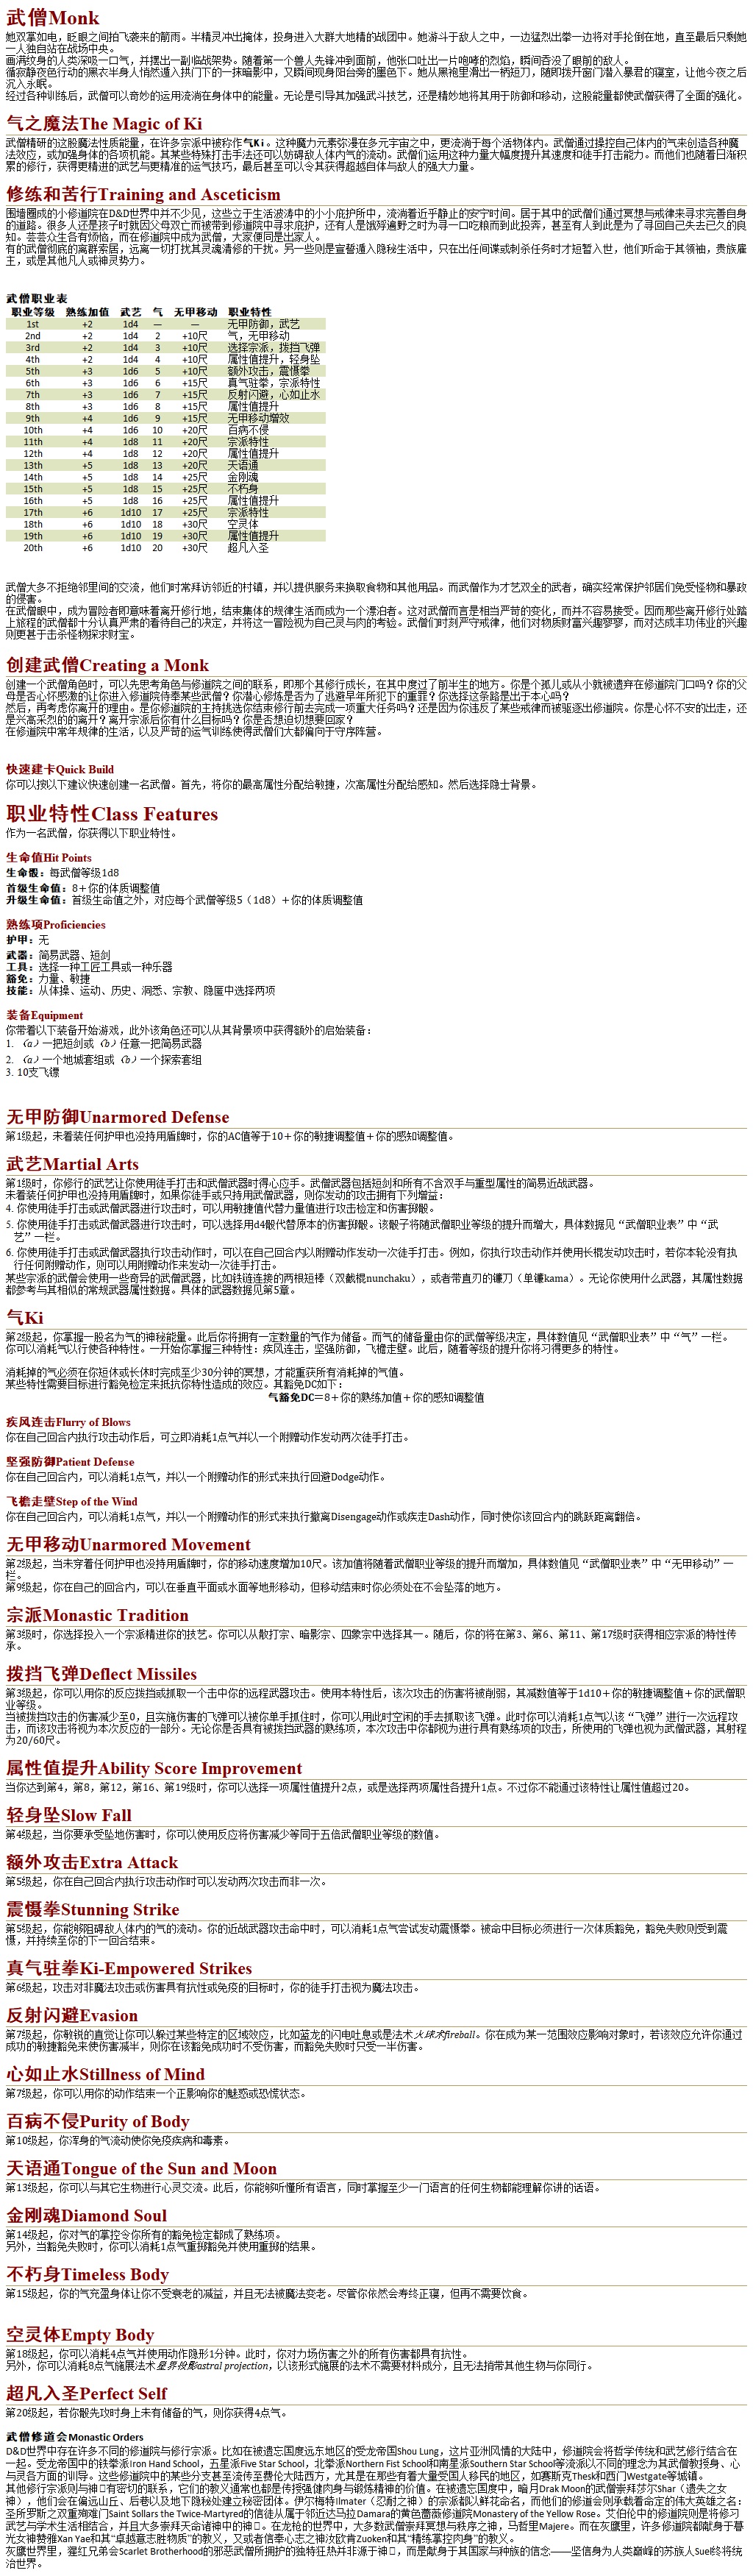 武僧Monk
她双掌如电，眨眼之间拍飞袭来的箭雨。半精灵冲出掩体，投身进入大群大地精的战团中。她游斗于敌人之中，一边猛烈出拳一边将对手抡倒在地，直至最后只剩她
一人独自站在战场中央。
画满纹身的人类深吸一口气，并摆出一副临战架势。随着第一个兽人先锋冲到面前，他张口吐出一片咆哮的烈焰，瞬间吞没了眼前的敌人。
循寂静夜色行动的黑衣半身人悄然遁入拱门下的一抹暗影中，又瞬间现身阳台旁的墨色下。她从黑袍里滑出一柄短刀，随即拨开窗门潜入暴君的寝室，让他今夜之后
沉入永眠。
经过各种训练后，武僧可以奇妙的运用流淌在身体中的能量。无论是引导其加强武斗技艺，还是精妙地将其用于防御和移动，这股能量都使武僧获得了全面的强化。
气之魔法The Magic of Ki
武僧精研的这股魔法性质能量，在许多宗派中被称作气Ki。这种魔力元素弥漫在多元宇宙之中，更流淌于每个活物体内。武僧通过操控自己体内的气来创造各种魔
法效应，或加强身体的各项机能。其某些特殊打击手法还可以妨碍敌人体内气的流动。武僧们运用这种力量大幅度提升其速度和徒手打击能力。而他们也随着日渐积
累的修行，获得更精进的武艺与更精准的运气技巧，最后甚至可以令其获得超越自体与敌人的强大力量。
修练和苦行Training and Asceticism
围墙圈成的小修道院在D&D世界中并不少见，这些立于生活波涛中的小小庇护所中，流淌着近乎静止的安宁时间。居于其中的武僧们通过冥想与戒律来寻求完善自身
的道路。很多人还是孩子时就因父母双亡而被带到修道院中寻求庇护，还有人是饿殍遍野之时为寻一口吃粮而到此投奔，甚至有人到此是为了寻回自己失去已久的良
知。芸芸众生各有烦恼，而在修道院中成为武僧，大家便同是出家人。
有的武僧彻底的离群索居，远离一切打扰其灵魂清修的干扰。另一些则是宣誓遁入隐秘生活中，只在出任间谍或刺杀任务时才短暂入世，他们听命于其领袖，贵族雇
主，或是其他凡人或神灵势力。
武僧职业表
职业等级 熟练加值 武艺 气 无甲移动 职业特性
1st +2 1d4 — — 无甲防御，武艺
2nd +2 1d4 2 +10尺 气，无甲移动
3rd +2 1d4 3 +10尺 选择宗派，拨挡飞弹
4th +2 1d4 4 +10尺 属性值提升，轻身坠
5th +3 1d6 5 +10尺 额外攻击，震慑拳
6th +3 1d6 6 +15尺 真气驻拳，宗派特性
7th +3 1d6 7 +15尺 反射闪避，心如止水
8th +3 1d6 8 +15尺 属性值提升
9th +4 1d6 9 +15尺 无甲移动增效
10th +4 1d6 10 +20尺 百病不侵
11th +4 1d8 11 +20尺 宗派特性
12th +4 1d8 12 +20尺 属性值提升
13th +5 1d8 13 +20尺 天语通
14th +5 1d8 14 +25尺 金刚魂
15th +5 1d8 15 +25尺 不朽身
16th +5 1d8 16 +25尺 属性值提升
17th +6 1d10 17 +25尺 宗派特性
18th +6 1d10 18 +30尺 空灵体
19th +6 1d10 19 +30尺 属性值提升
20th +6 1d10 20 +30尺 超凡入圣
武僧大多不拒绝邻里间的交流，他们时常拜访邻近的村镇，并以提供服务来换取食物和其他用品。而武僧作为才艺双全的武者，确实经常保护邻居们免受怪物和暴政
的侵害。
在武僧眼中，成为冒险者即意味着离开修行地，结束集体的规律生活而成为一个漂泊者。这对武僧而言是相当严苛的变化，而并不容易接受。因而那些离开修行处踏
上旅程的武僧都十分认真严肃的看待自己的决定，并将这一冒险视为自己灵与肉的考验。武僧们时刻严守戒律，他们对物质财富兴趣寥寥，而对达成丰功伟业的兴趣
则更甚于击杀怪物探求财宝。
创建武僧Creating a Monk
创建一个武僧角色时，可以先思考角色与修道院之间的联系，即那个其修行成长，在其中度过了前半生的地方。你是个孤儿或从小就被遗弃在修道院门口吗？你的父
母是否心怀感激的让你进入修道院侍奉某些武僧？你潜心修炼是否为了逃避早年所犯下的重罪？你选择这条路是出于本心吗？
然后，再考虑你离开的理由。是你修道院的主持挑选你结束修行前去完成一项重大任务吗？还是因为你违反了某些戒律而被驱逐出修道院。你是心怀不安的出走，还
是兴高采烈的的离开？离开宗派后你有什么目标吗？你是否想迫切想要回家？
在修道院中常年规律的生活，以及严苛的运气训练使得武僧们大都偏向于守序阵营。
快速建卡Quick Build
你可以按以下建议快速创建一名武僧。首先，将你的最高属性分配给敏捷，次高属性分配给感知。然后选择隐士背景。
职业特性Class Features
作为一名武僧，你获得以下职业特性。
生命值Hit Points
生命骰：每武僧等级1d8
首级生命值：8＋你的体质调整值
升级生命值：首级生命值之外，对应每个武僧等级5（1d8）＋你的体质调整值
熟练项Proficiencies
护甲：无
武器：简易武器、短剑
工具：选择一种工匠工具或一种乐器
豁免：力量、敏捷
技能：从体操、运动、历史、洞悉、宗教、隐匿中选择两项
装备Equipment
你带着以下装备开始游戏，此外该角色还可以从其背景项中获得额外的启始装备：
1. （a）一把短剑或（b）任意一把简易武器
2. （a）一个地城套组或（b）一个探索套组
3. 10支飞镖
无甲防御Unarmored Defense
第1级起，未着装任何护甲也没持用盾牌时，你的AC值等于10＋你的敏捷调整值＋你的感知调整值。
武艺Martial Arts
第1级时，你修行的武艺让你使用徒手打击和武僧武器时得心应手。武僧武器包括短剑和所有不含双手与重型属性的简易近战武器。
未着装任何护甲也没持用盾牌时，如果你徒手或只持用武僧武器，则你发动的攻击拥有下列增益：
4. 你使用徒手打击或武僧武器进行攻击时，可以用敏捷值代替力量值进行攻击检定和伤害掷骰。
5. 你使用徒手打击或武僧武器进行攻击时，可以选择用d4骰代替原本的伤害掷骰。该骰子将随武僧职业等级的提升而增大，具体数据见“武僧职业表”中“武
艺”一栏。
6. 你使用徒手打击或武僧武器执行攻击动作时，可以在自己回合内以附赠动作发动一次徒手打击。例如，你执行攻击动作并使用长棍发动攻击时，若你本轮没有执
行任何附赠动作，则可以用附赠动作来发动一次徒手打击。
某些宗派的武僧会使用一些奇异的武僧武器，比如铁链连接的两根短棒（双截棍nunchaku），或者带直刃的镰刀（单镰kama）。无论你使用什么武器，其属性数据
都参考与其相似的常规武器属性数据。具体的武器数据见第5章。
气Ki
第2级起，你掌握一股名为气的神秘能量。此后你将拥有一定数量的气作为储备。而气的储备量由你的武僧等级决定，具体数值见“武僧职业表”中“气”一栏。
你可以消耗气以行使各种特性。一开始你掌握三种特性：疾风连击，坚强防御，飞檐走壁。此后，随着等级的提升你将习得更多的特性。
消耗掉的气必须在你短休或长休时完成至少30分钟的冥想，才能重获所有消耗掉的气值。
某些特性需要目标进行豁免检定来抵抗你特性造成的效应。其豁免DC如下：
气豁免DC＝8＋你的熟练加值＋你的感知调整值
疾风连击Flurry of Blows
你在自己回合内执行攻击动作后，可立即消耗1点气并以一个附赠动作发动两次徒手打击。
坚强防御Patient Defense
你在自己回合内，可以消耗1点气，并以一个附赠动作的形式来执行回避Dodge动作。
飞檐走壁Step of the Wind
你在自己回合内，可以消耗1点气，并以一个附赠动作的形式来执行撤离Disengage动作或疾走Dash动作，同时使你该回合内的跳跃距离翻倍。
无甲移动Unarmored Movement
第2级起，当未穿着任何护甲也没持用盾牌时，你的移动速度增加10尺。该加值将随着武僧职业等级的提升而增加，具体数值见“武僧职业表”中“无甲移动”一
栏。
第9级起，你在自己的回合内，可以在垂直平面或水面等地形移动，但移动结束时你必须处在不会坠落的地方。
宗派Monastic Tradition
第3级时，你选择投入一个宗派精进你的技艺。你可以从散打宗、暗影宗、四象宗中选择其一。随后，你的将在第3、第6、第11、第17级时获得相应宗派的特性传
承。
拨挡飞弹Deflect Missiles
第3级起，你可以用你的反应拨挡或抓取一个击中你的远程武器攻击。使用本特性后，该次攻击的伤害将被削弱，其减数值等于1d10＋你的敏捷调整值＋你的武僧职
业等级。
当被拨挡攻击的伤害减少至0，且实施伤害的飞弹可以被你单手抓住时，你可以用此时空闲的手去抓取该飞弹。此时你可以消耗1点气以该“飞弹”进行一次远程攻
击，而该攻击将视为本次反应的一部分。无论你是否具有被拨挡武器的熟练项，本次攻击中你都视为进行具有熟练项的攻击，所使用的飞弹也视为武僧武器，其射程
为20/60尺。
属性值提升Ability Score Improvement
当你达到第4，第8，第12，第16、第19级时，你可以选择一项属性值提升2点，或是选择两项属性各提升1点。不过你不能通过该特性让属性值超过20。
轻身坠Slow Fall
第4级起，当你要承受坠地伤害时，你可以使用反应将伤害减少等同于五倍武僧职业等级的数值。
额外攻击Extra Attack
第5级起，你在自己回合内执行攻击动作时可以发动两次攻击而非一次。
震慑拳Stunning Strike
第5级起，你能够阻碍敌人体内的气的流动。你的近战武器攻击命中时，可以消耗1点气尝试发动震慑拳。被命中目标必须进行一次体质豁免，豁免失败则受到震
慑，并持续至你的下一回合结束。
真气驻拳Ki-Empowered Strikes
第6级起，攻击对非魔法攻击或伤害具有抗性或免疫的目标时，你的徒手打击视为魔法攻击。
反射闪避Evasion
第7级起，你敏锐的直觉让你可以躲过某些特定的区域效应，比如蓝龙的闪电吐息或是法术火球术fireball。你在成为某一范围效应影响对象时，若该效应允许你通过
成功的敏捷豁免来使伤害减半，则你在该豁免成功时不受伤害，而豁免失败时只受一半伤害。
心如止水Stillness of Mind
第7级起，你可以用你的动作结束一个正影响你的魅惑或恐慌状态。
百病不侵Purity of Body
第10级起，你浑身的气流动使你免疫疾病和毒素。
天语通Tongue of the Sun and Moon
第13级起，你可以与其它生物进行心灵交流。此后，你能够听懂所有语言，同时掌握至少一门语言的任何生物都能理解你讲的话语。
金刚魂Diamond Soul
第14级起，你对气的掌控令你所有的豁免检定都成了熟练项。
另外，当豁免失败时，你可以消耗1点气重掷豁免并使用重掷的结果。
不朽身Timeless Body
第15级起，你的气充盈身体让你不受衰老的减益，并且无法被魔法变老。尽管你依然会寿终正寝，但再不需要饮食。
空灵体Empty Body
第18级起，你可以消耗4点气并使用动作隐形1分钟。此时，你对力场伤害之外的所有伤害都具有抗性。
另外，你可以消耗8点气施展法术星界投影astral projection，以该形式施展的法术不需要材料成分，且无法捎带其他生物与你同行。
超凡入圣Perfect Self
第20级起，若你骰先攻时身上未有储备的气，则你获得4点气。
武僧修道会Monastic Orders
D&D世界中存在许多不同的修道院与修行宗派。比如在被遗忘国度远东地区的受龙帝国Shou Lung，这片亚洲风情的大陆中，修道院会将哲学传统和武艺修行结合在
一起。受龙帝国中的铁拳派Iron Hand School，五星派Five Star School，北拳派Northern Fist School和南星派Southern Star School等流派以不同的理念为其武僧教授身、心
与灵各方面的训导。这些修道院中的某些分支甚至流传至费伦大陆西方，尤其是在那些有着大量受国人移民的地区，如赛斯克Thesk和西门Westgate等城镇。
其他修行宗派则与神□有密切的联系，它们的教义通常也都是传授强健肉身与锻炼精神的价值。在被遗忘国度中，暗月Drak Moon的武僧崇拜莎尔Shar（遗失之女
神），他们会在偏远山丘、后巷以及地下隐秘处建立秘密团体。伊尔梅特Ilmater（忍耐之神）的宗派都以鲜花命名，而他们的修道会则承载着命定的伟大英雄之名：
圣所罗斯之双重殉难门Saint Sollars the Twice-Martyred的信徒从属于邻近达马拉Damara的黄色蔷薇修道院Monastery of the Yellow Rose。艾伯伦中的修道院则是将修习
武艺与学术生活相结合，并且大多崇拜天命诸神中的神□。在龙枪的世界中，大多数武僧崇拜冥想与秩序之神，马哲里Majere。而在灰鹰里，许多修道院都献身于暮
光女神赞雅Xan Yae和其“卓越意志胜物质”的教义，又或者信奉心志之神汝欧肯Zuoken和其“精练掌控肉身”的教义。
灰鹰世界里，猩红兄弟会Scarlet Brotherhood的邪恶武僧所拥护的独特狂热并非源于神□，而是献身于其国家与种族的信念——坚信身为人类巅峰的苏族人Suel终将统
治世界。